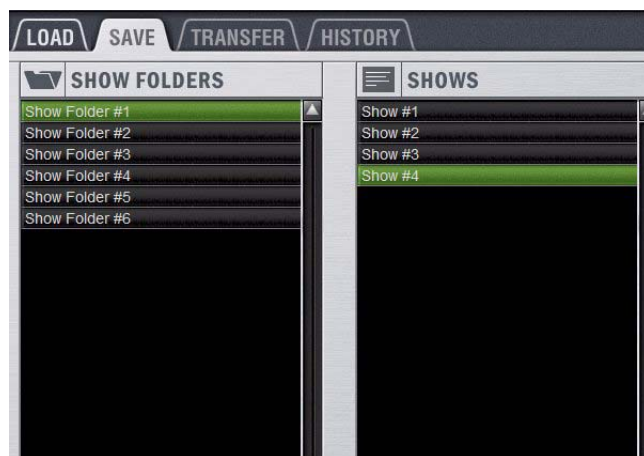 LOAD SAVE TRANSFER HISTORY
SHOW FOLDERS
Show Folder #1
Show Folder #2
Show Folder #3
Show Folder #4
Show Folder #5
Show Folder #6
SHOWS
Show #1
Show #2
Show #3
Show #4